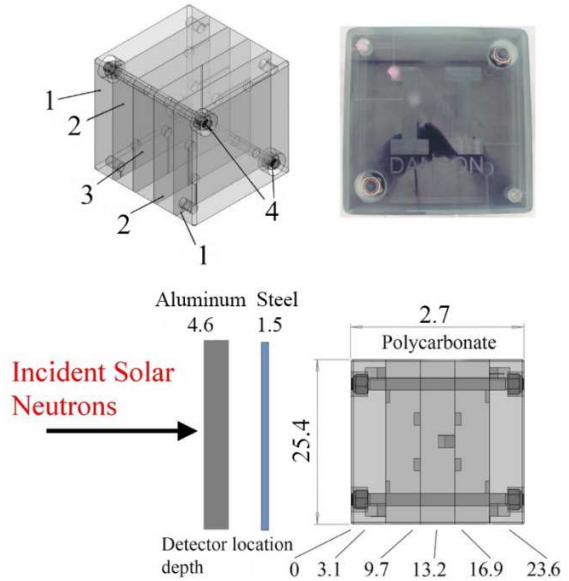 1
2
3
2
1
4
DAMSON
Aluminum Steel
4.6 1.5
2.7
Polycarbonate
Incident Solar
Neutrons
25.4
Detector location
depth
0 3.1 9.7 13.2 16.9 23.6